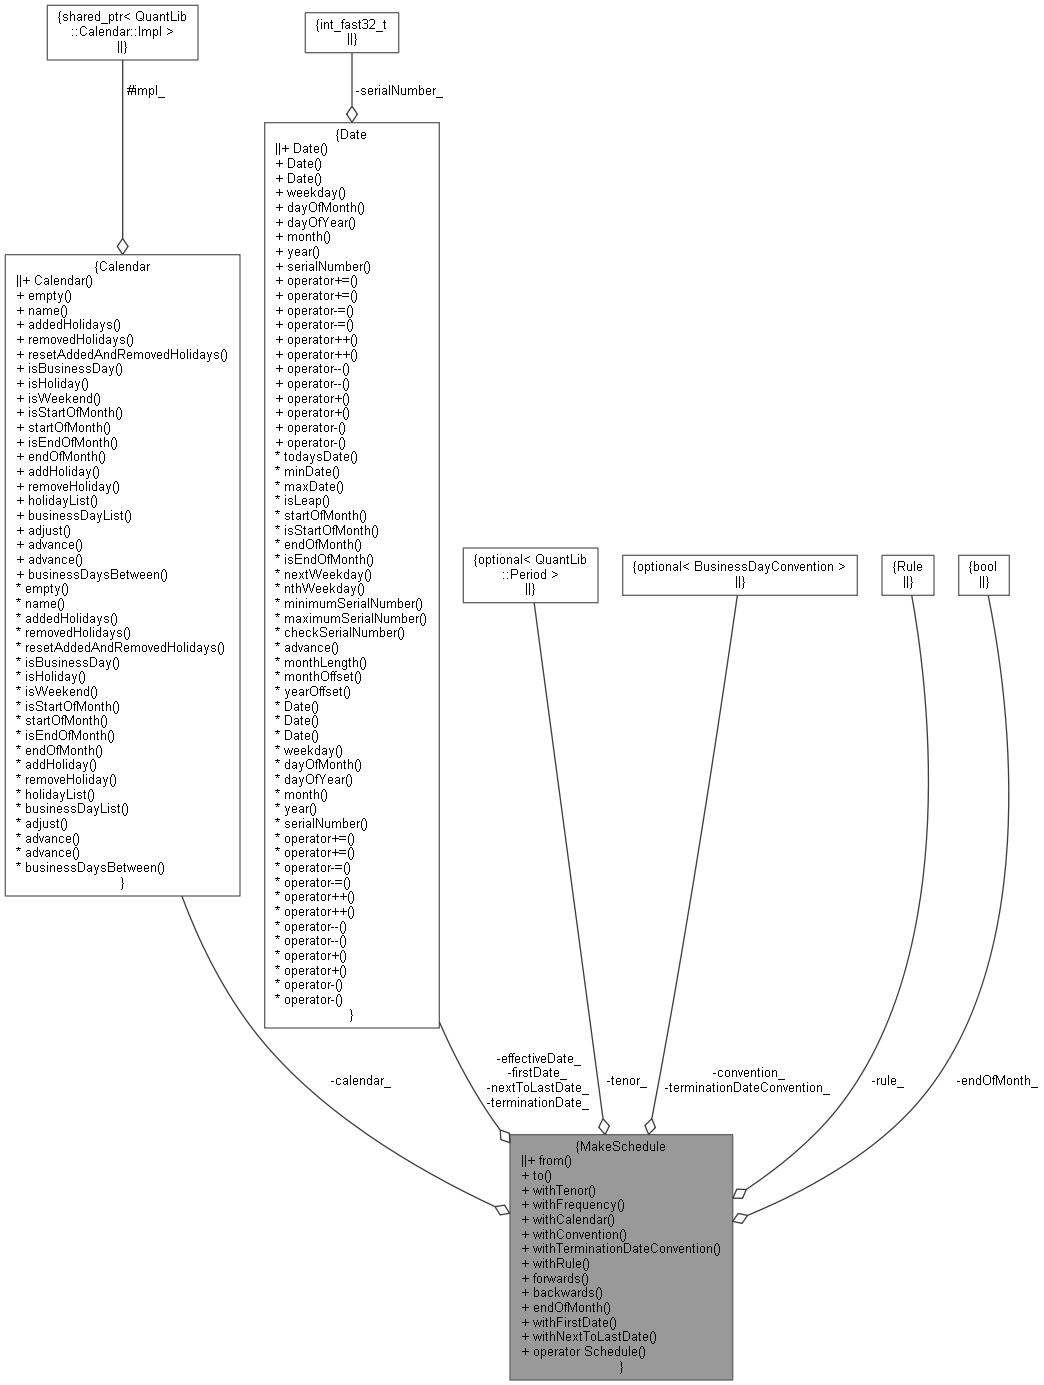 {shared_ptr< QuantLib
::Calendar::Impl >
||}
#impl_
{int_fast32_t
||}
-serialNumber_
{Calendar
||+ Calendar()
+ empty()
+ name()
+ addedHolidays()
+ removedHolidays()
+ resetAddedAndRemovedHolidays()
+ isBusinessDay()
+ isHoliday()
+ isWeekend()
+ isStartOfMonth()
+ startOfMonth()
+ isEndOfMonth()
+ endOfMonth()
+ addHoliday()
+ removeHoliday()
+ holidayList()
+ businessDayList()
+ adjust()
+ advance()
+ advance()
+ businessDaysBetween()
* empty()
* name()
* addedHolidays()
* removedHolidays()
* resetAddedAndRemovedHolidays()
* isBusinessDay()
* isHoliday()
* isWeekend()
* isStartOfMonth()
* startOfMonth()
* isEndOfMonth()
* endOfMonth()
* addHoliday()
* removeHoliday()
* holidayList()
* businessDayList()
* adjust()
* advance()
* advance()
* businessDaysBetween()
}
{Date
||+ Date()
+ Date()
+ Date()
+ weekday()
+ dayOfMonth()
+ dayOfYear()
+ month()
+ year()
+ serialNumber()
+ operator+=()
+ operator+=()
+ operator-=()
+ operator-=()
+ operator++()
+ operator++()
+ operator--()
+ operator--()
+ operator+()
+ operator+()
+ operator-()
+ operator-()
* todaysDate()
* minDate()
* maxDate()
* isLeap()
* startOfMonth()
* isStartOfMonth()
* endOfMonth()
* isEndOfMonth()
* nextWeekday()
* nthWeekday()
* minimumSerialNumber()
* maximumSerialNumber()
* checkSerialNumber()
* advance()
* monthLength()
* monthOffset()
* yearOffset()
* Date()
* Date()
* Date()
* weekday()
* dayOfMonth()
* dayOfYear()
* month()
* year()
* serialNumber()
* operator+=()
* operator+=()
* operator-=()
* operator-=()
* operator++()
* operator++()
* operator--()
* operator--()
* operator+()
* operator+()
* operator-()
* operator-()
}
{optional< QuantLib
::Period >
||}
{optional< BusinessDayConvention >
||}
{Rule
||}
{bool
||}
-calendar_
-effectiveDate_
-firstDate_
-nextToLastDate_
-terminationDate_
-tenor_
-convention_
-terminationDateConvention_
-rule_
-endOfMonth_
{MakeSchedule
||+ from()
+ to()
+ withTenor()
+ withFrequency()
+ withCalendar()
+ withConvention()
+ withTerminationDateConvention()
+ withRule()
+ forwards()
+ backwards()
+ endOfMonth()
+ withFirstDate()
+ withNextToLastDate()
+ operator Schedule()
}